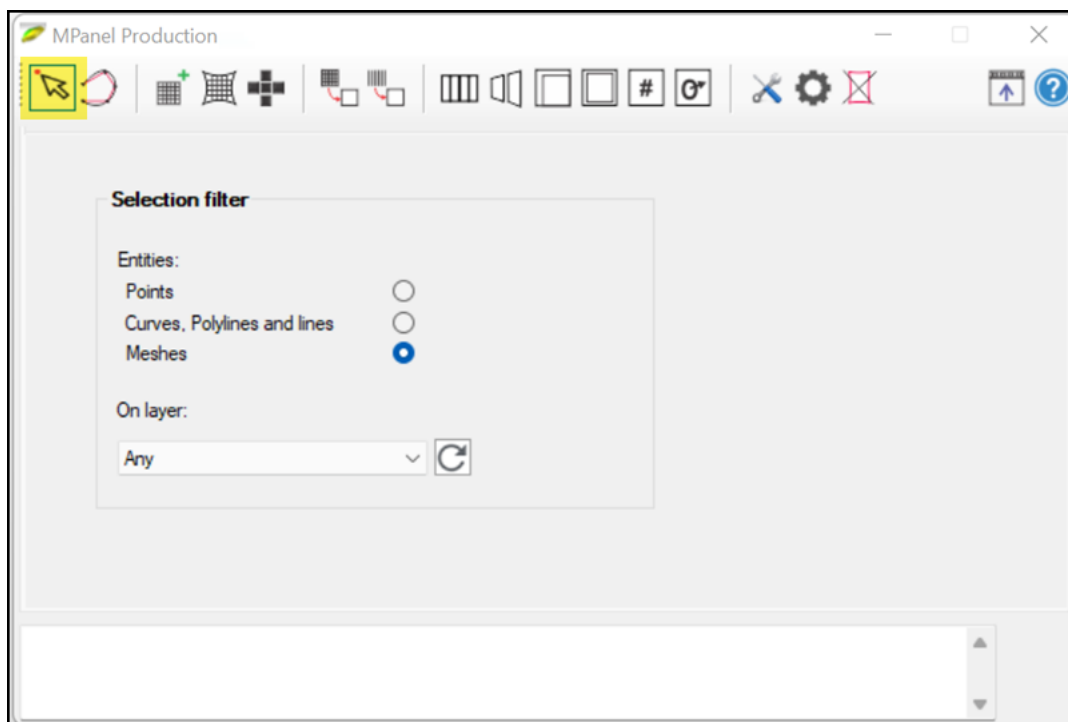 MPanel Production
#
?
Selection filter
Entities:
Points
Curves, Polylines and lines
Meshes
On layer:
Any